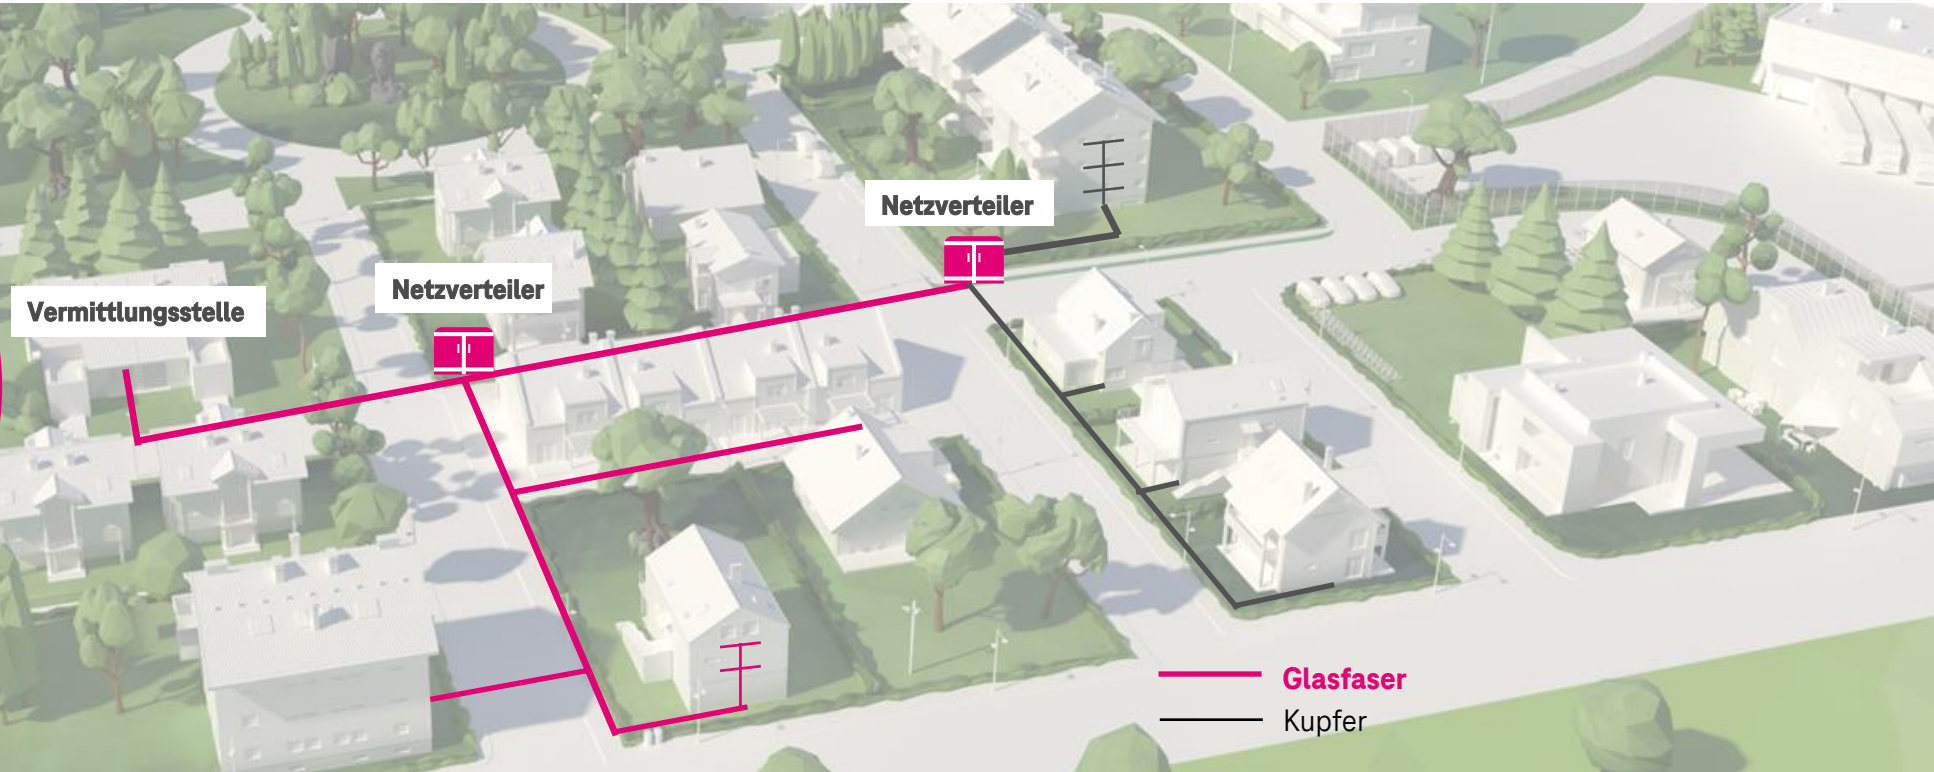 Netzverteiler
Netzverteiler
Vermittlungsstelle
Glasfaser
Kupfer